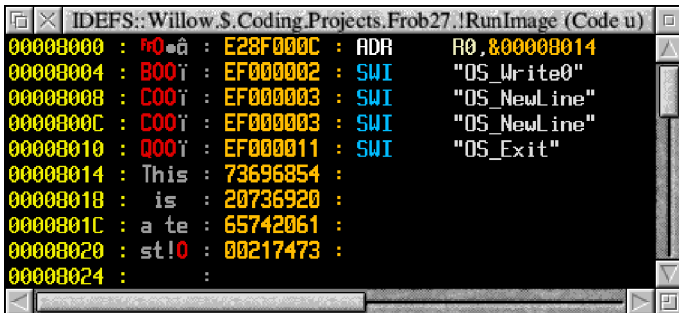 IDEFS::Willow.$.Coding.Projects.Frob27.!RunImage (Code u)
00008000 : : E28F000C : ADR R0,&00008014
00008004 : B00ï : EF000002 : SWI "OS_Write0"
00008008 : C00ï : EF000003 : SWI "OS_NewLine"
0000800C : C00ï : EF000003 : SWI "OS_NewLine"
00008010 : Q00ï : EF000011 : SWI "OS_Exit"
00008014 : This : 73696854 :
00008018 : is : 20736920 :
0000801C : a te : 65742061 :
00008020 : st!0 : 00217473 :
00008024 : :